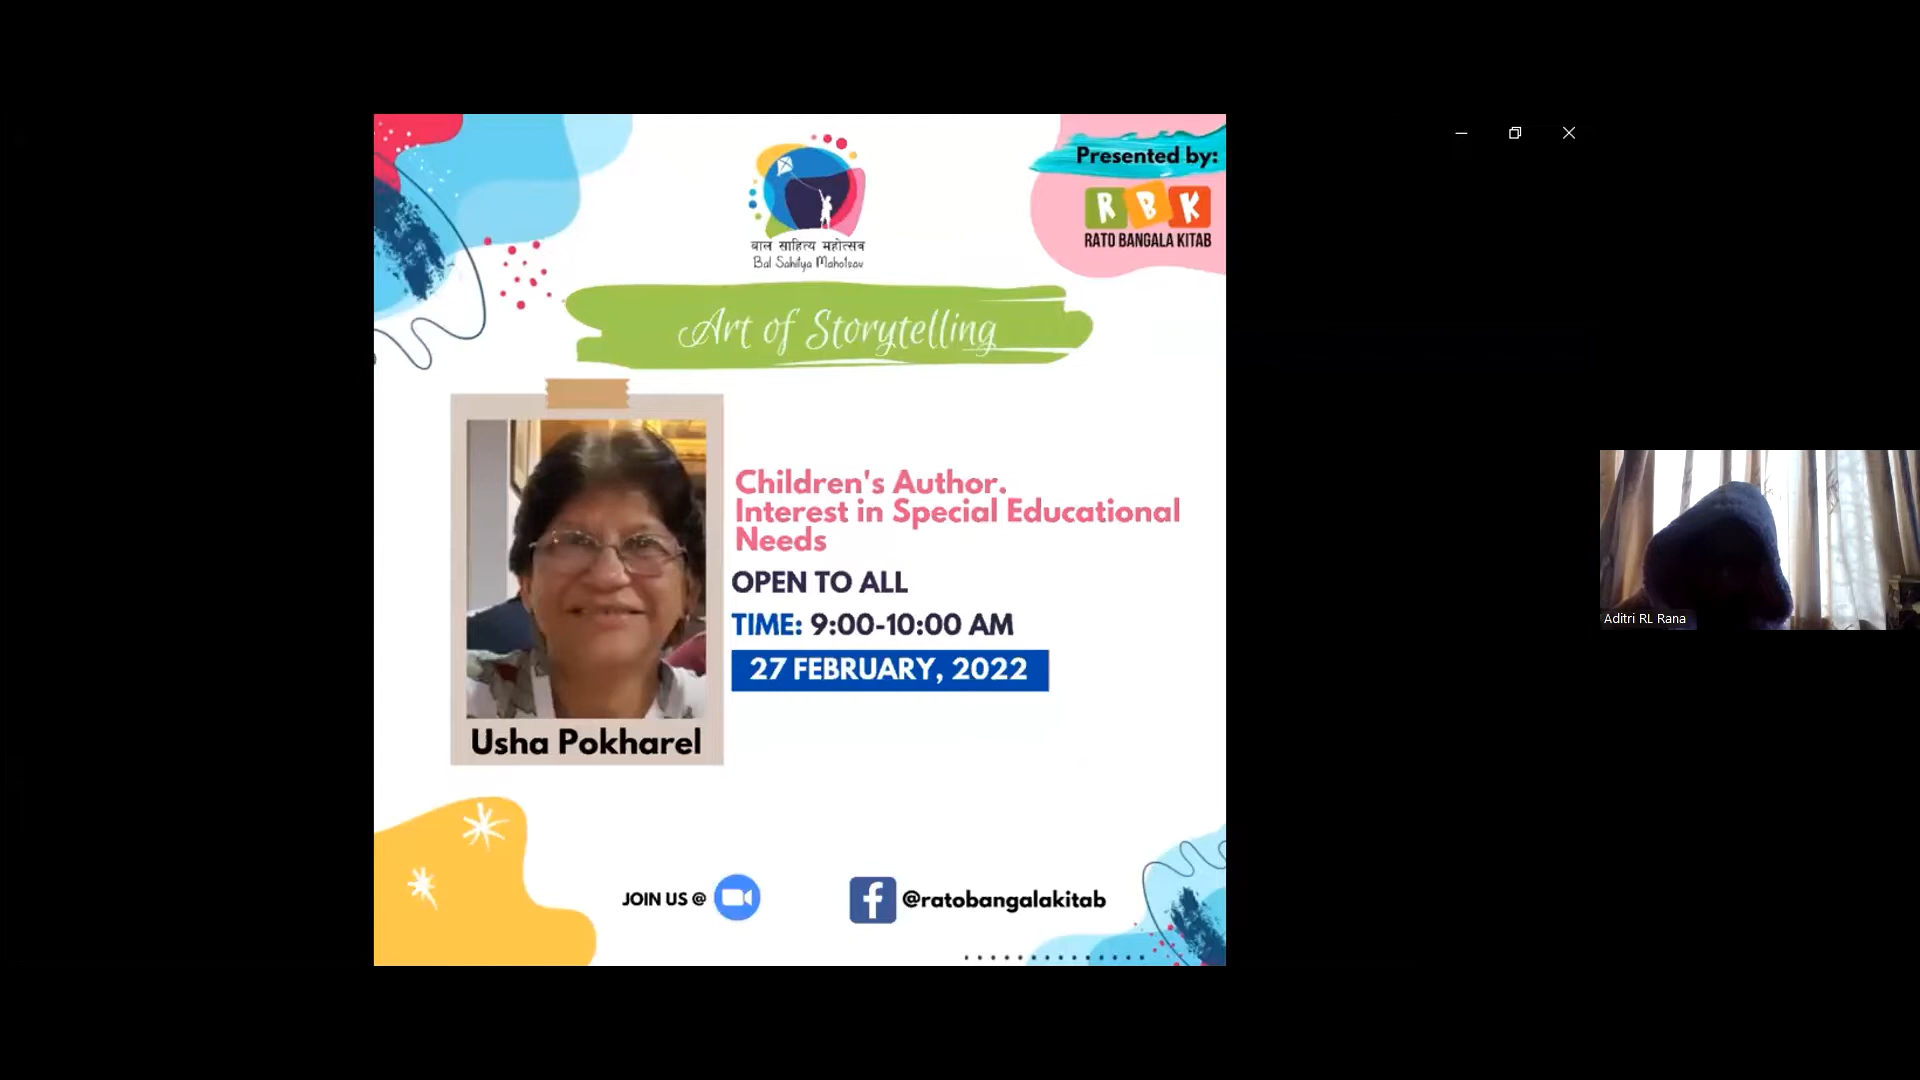 Presented by:
R B K
RATO BANGALA KITAB
बाल साहित्य महोत्सव
Bal Sahitya Mahotsav
Art of Storytelling
Children's Author.
Interest in Special Educational
Needs
OPEN TO ALL
TIME: 9:00-10:00 AM
27 FEBRUARY, 2022
Usha Pokharel
JOIN US @
@ratobangalakitab
Aditri RL Rana